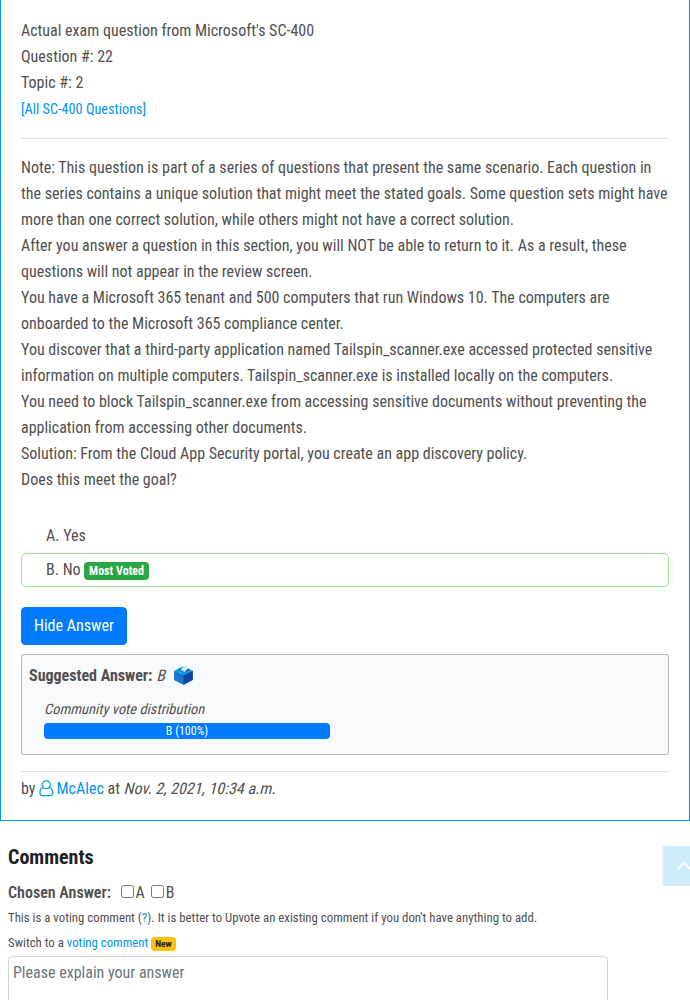 Actual exam question from Microsoft's SC-400
Question #: 22
Topic #: 2
[All SC-400 Questions]
Note: This question is part of a series of questions that present the same scenario. Each question in
the series contains a unique solution that might meet the stated goals. Some question sets might have
more than one correct solution, while others might not have a correct solution.
After you answer a question in this section, you will NOT be able to return to it. As a result, these
questions will not appear in the review screen.
You have a Microsoft 365 tenant and 500 computers that run Windows 10. The computers are
onboarded to the Microsoft 365 compliance center.
You discover that a third-party application named Tailspin_scanner.exe accessed protected sensitive
information on multiple computers. Tailspin_scanner.exe is installed locally on the computers.
You need to block Tailspin_scanner.exe from accessing sensitive documents without preventing the
application from accessing other documents.
Solution: From the Cloud App Security portal, you create an app discovery policy.
Does this meet the goal?
A. Yes
B. No Most Voted
Hide Answer
Suggested Answer: B
Community vote distribution
B (100%)
by McAlec at Nov. 2, 2021, 10:34 a.m.
Comments
Chosen Answer: A B
This is a voting comment (?). It is better to Upvote an existing comment if you don't have anything to add.
Switch to a voting comment New
Please explain your answer